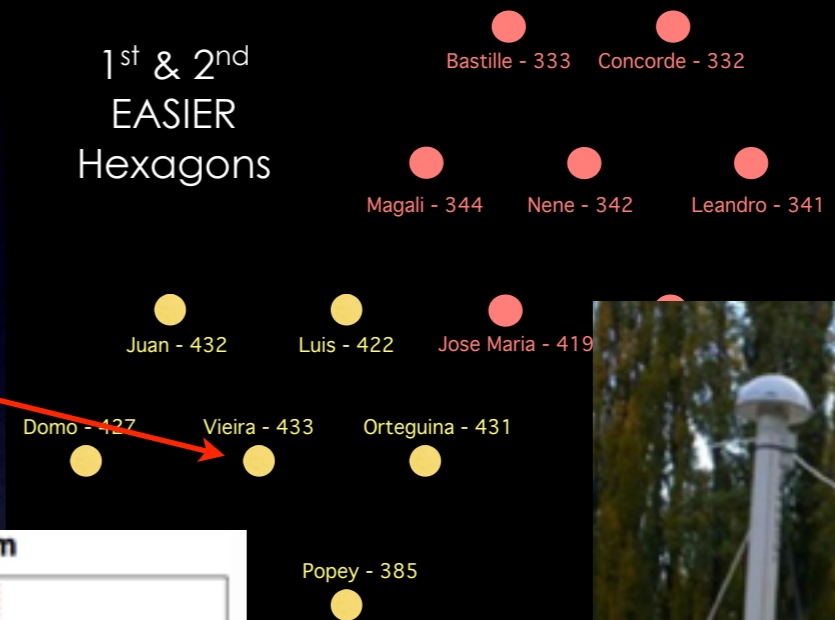 1st & 2nd
EASIER
Hexagons
Bastille - 333
Concorde - 332
Magali - 344
Nene - 342
Leandro - 341
Juan - 432
Luis - 422
Jose Maria - 419
Domo - 427
Vieira - 433
Orteguina - 431
Popey - 385